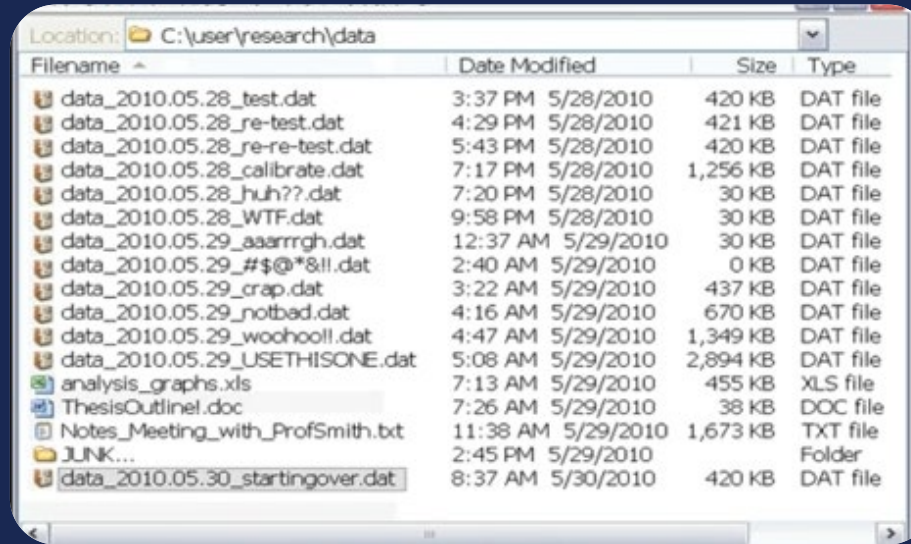 Location: C:\user\research\data
Filename Date Modified Size Type
data_2010.05.28_test.dat 3:37 PM 5/28/2010 420 KB DAT file
data_2010.05.28_re-test.dat 4:29 PM 5/28/2010 421 KB DAT file
data_2010.05.28_re-re-test.dat 5:43 PM 5/28/2010 420 KB DAT file
data_2010.05.28_calibrate.dat 7:17 PM 5/28/2010 1,256 KB DAT file
data_2010.05.28_huh??.dat 7:20 PM 5/28/2010 30 KB DAT file
data_2010.05.28_WTF.dat 9:58 PM 5/28/2010 30 KB DAT file
data_2010.05.29_aaarrrgh.dat 12:37 AM 5/29/2010 30 KB DAT file
data_2010.05.29_#$@*&!!.dat 2:40 AM 5/29/2010 0 KB DAT file
data_2010.05.29_crap.dat 3:22 AM 5/29/2010 437 KB DAT file
data_2010.05.29_notbad.dat 4:16 AM 5/29/2010 670 KB DAT file
data_2010.05.29_woohoo!!.dat 4:47 AM 5/29/2010 1,349 KB DAT file
data_2010.05.29_USETHISONE.dat 5:08 AM 5/29/2010 2,894 KB DAT file
analysis_graphs.xls 7:13 AM 5/29/2010 455 KB XLS file
ThesisOutline!.doc 7:26 AM 5/29/2010 38 KB DOC file
Notes_Meeting_with_ProfSmith.txt 11:38 AM 5/29/2010 1,673 KB TXT file
JUNK... 2:45 PM 5/29/2010 Folder
data_2010.05.30_startingover.dat 8:37 AM 5/30/2010 420 KB DAT file